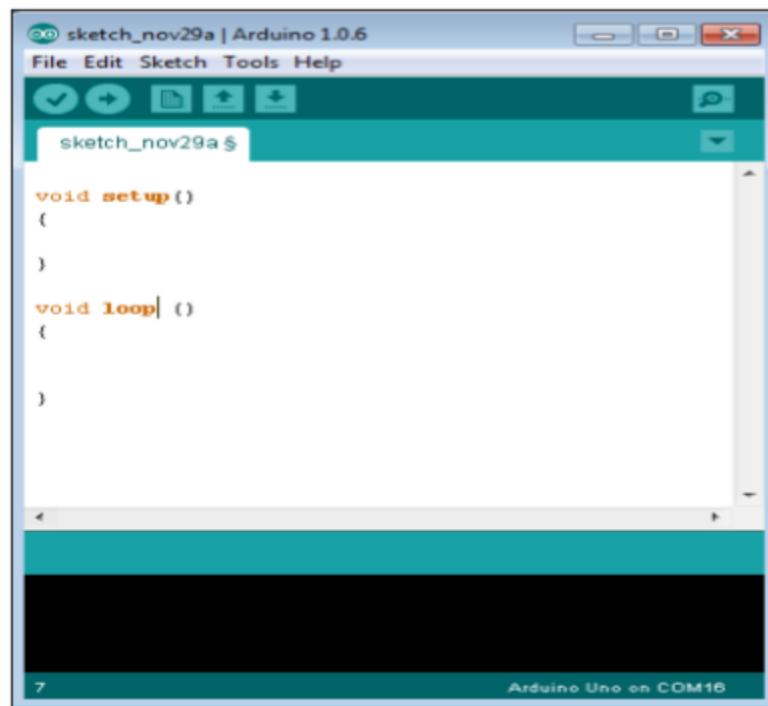 sketch_nov29a | Arduino 1.0.6
File Edit Sketch Tools Help
sketch_nov29a §
void setup()
{
}
void loop ()
{
}
7
Arduino Uno on COM16